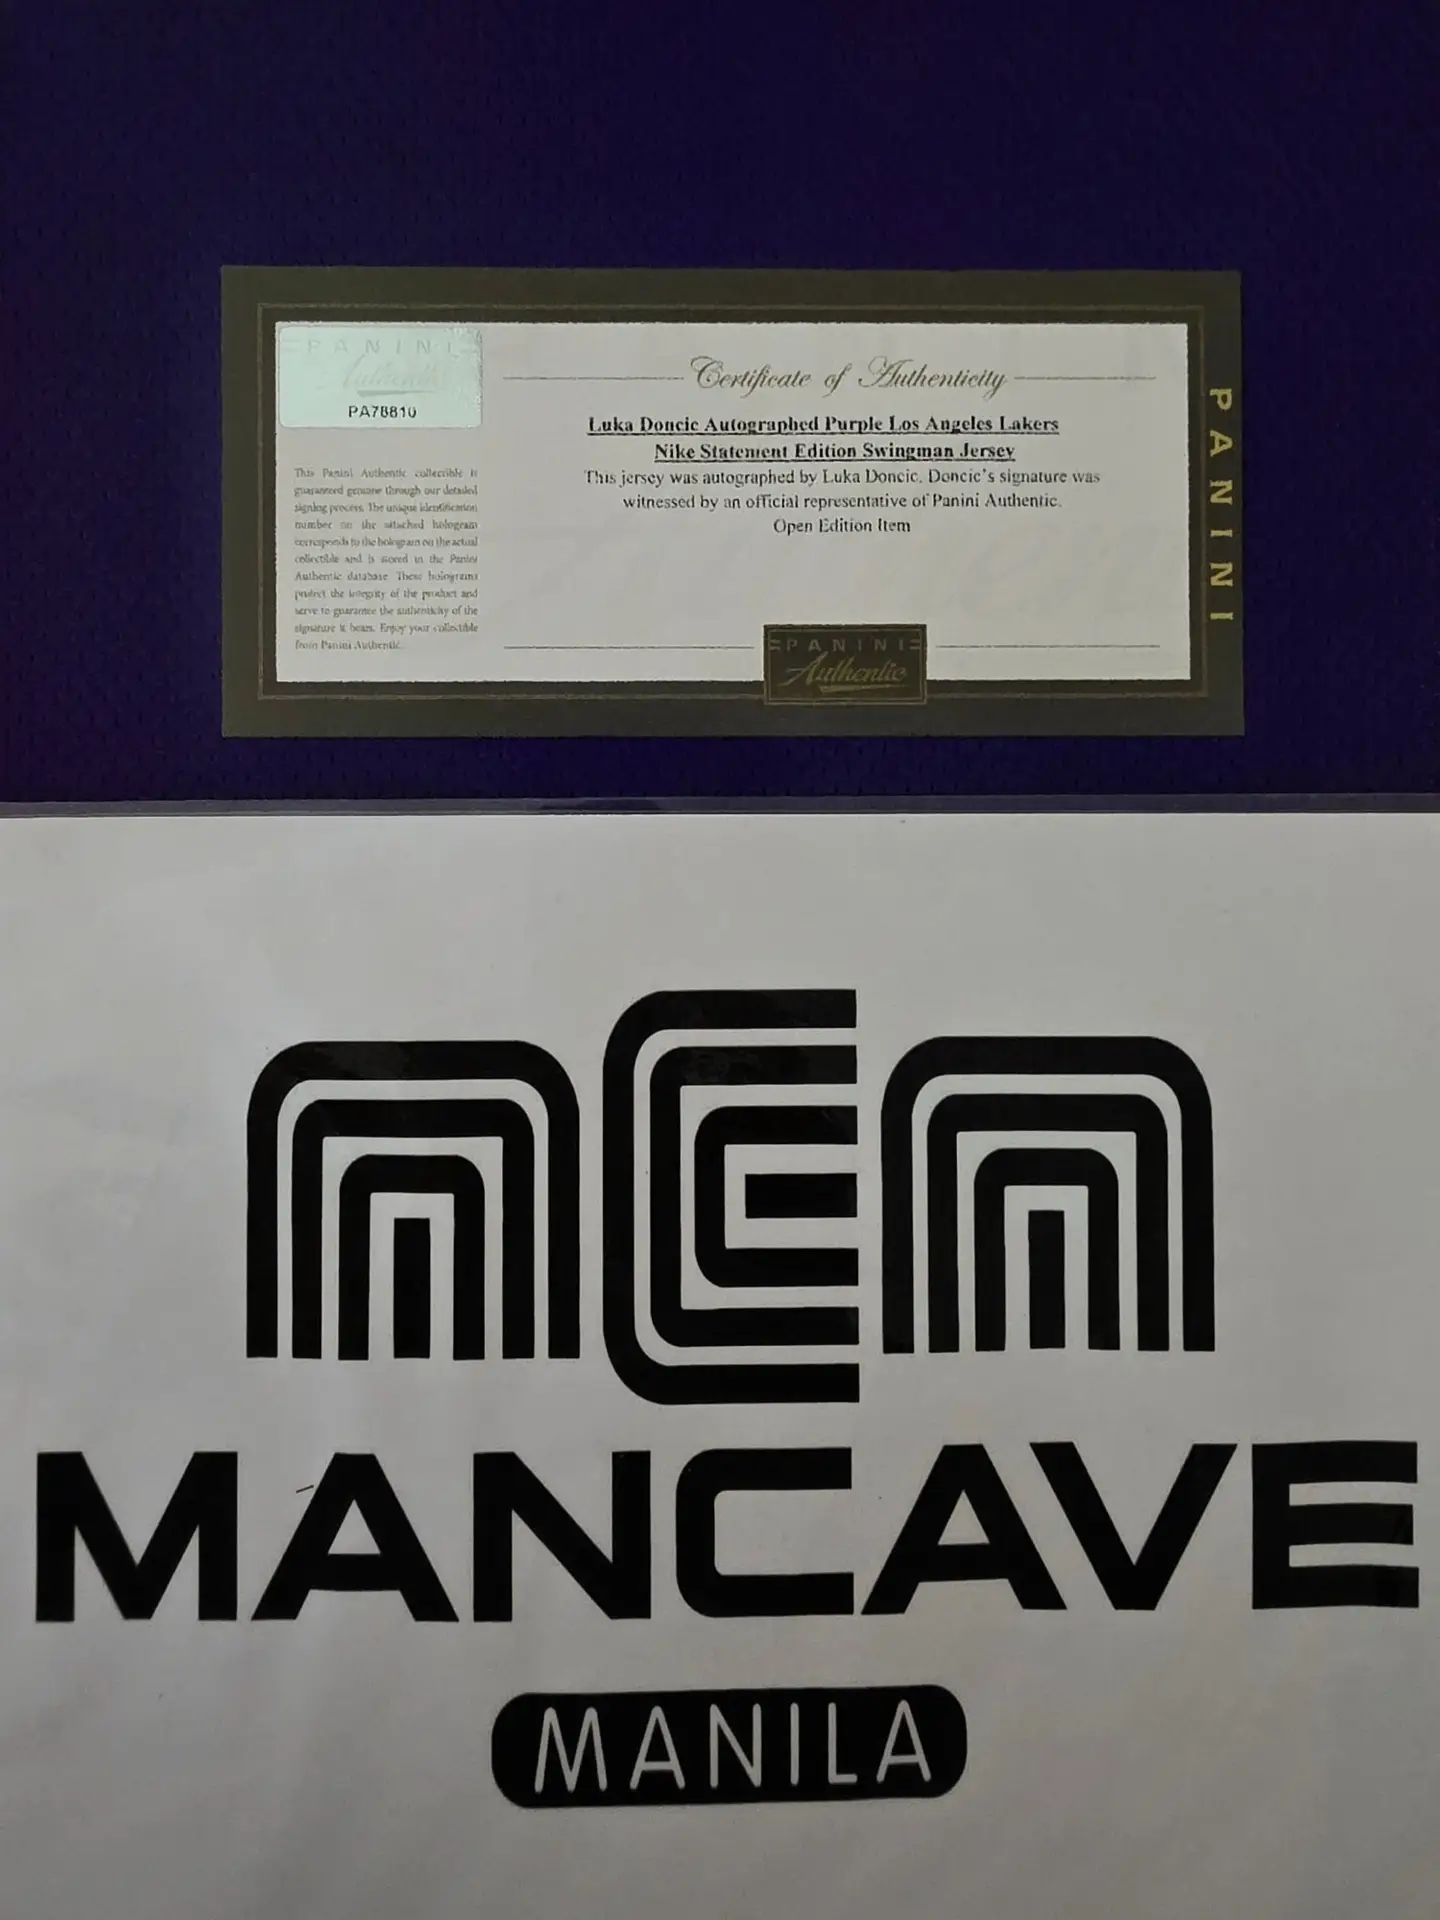 PANINI
Authentic
PA78810
This Panini Authentic collectible is
guaranteed genuine through our detailed
signing process. The unique identification
number on the attached hologram
corresponds to the hologram on the actual
collectible and is stored in the Panini
Authentic database. These holograms
protect the integrity of the product and
serve to guarantee the authenticity of the
signature it bears. Enjoy your collectible
from Panini Authentic.
Certificate of Authenticity
Luka Doncic Autographed Purple Los Angeles Lakers
Nike Statement Edition Swingman Jersey
This jersey was autographed by Luka Doncic. Doncic's signature was
witnessed by an official representative of Panini Authentic.
Open Edition Item
PANINI
Authentic
PANINI
mCm
MANCAVE
MANILA